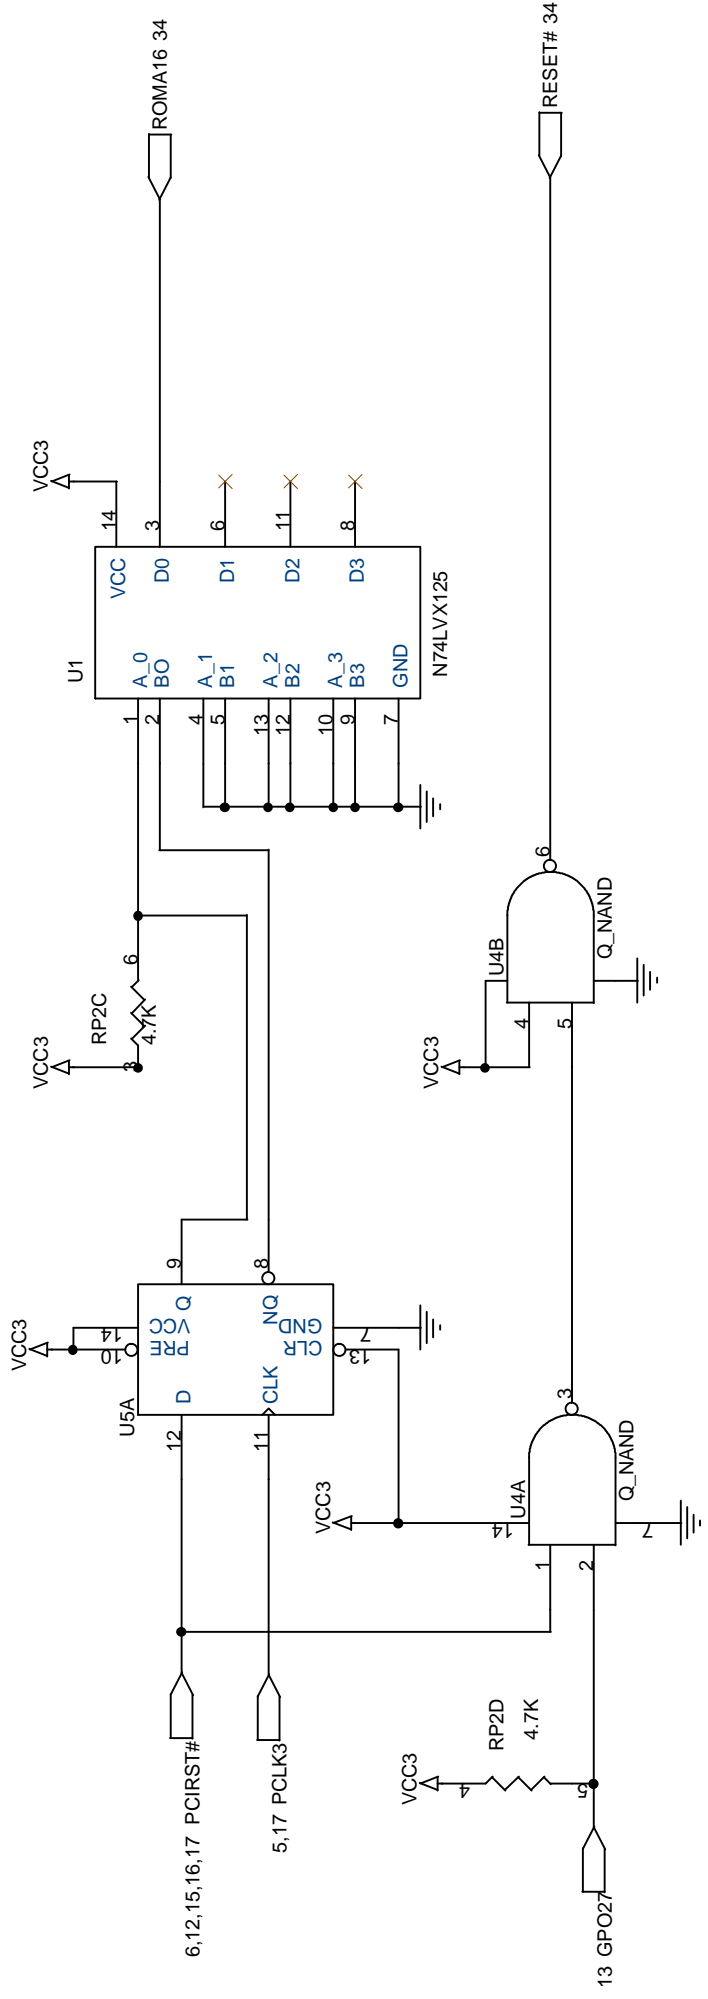 6,12,15,16,17 PCIRST#
5,17 PCLK3
13 GPO27
VCC3
RP2D
4.7K
4
5
VCC3
U5A
12
D
11
CLK
10
PRE
14
VCC
Q
9
NQ
8
CLR
13
GND
7
VCC3
14
U4A
1
2
3
7
Q_NAND
VCC3
RP2C
4.7K
3
6
VCC3
U4B
4
5
6
Q_NAND
U1
1
A_0
2
BO
4
A_1
5
B1
13
A_2
12
B2
10
A_3
9
B3
7
GND
VCC
14
D0
3
D1
6
D2
11
D3
8
N74LVX125
VCC3
ROMA16 34
RESET# 34